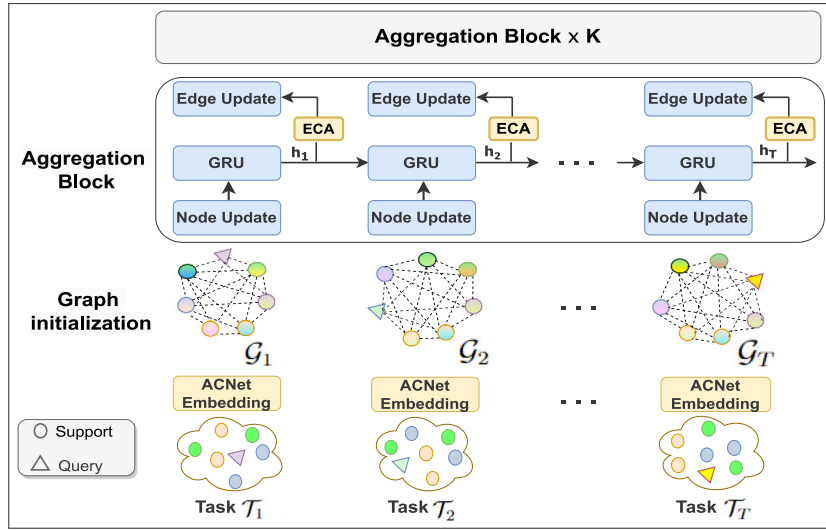 Aggregation Block x K
Edge Update
Edge Update
Edge Update
ECA
ECA
ECA
Aggregation
Block
GRU
h1
GRU
h2
. . .
GRU
hT
Node Update
Node Update
Node Update
Graph
initialization
G1
G2
. . .
GT
ACNet
Embedding
ACNet
Embedding
. . .
ACNet
Embedding
Support
Query
Task T1
Task T2
Task TT